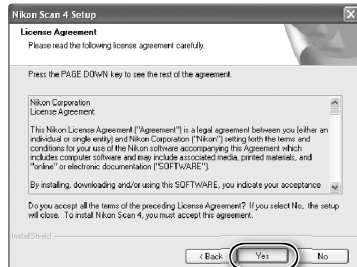 Nikon Scan 4 Setup
License Agreement
Please read the following license agreement carefully.
Press the PAGE DOWN key to see the rest of the agreement.
Nikon Corporation
License Agreement
This Nikon License Agreement ("Agreement") is a legal agreement between you (either an
individual or single entity) and Nikon Corporation ("Nikon") setting forth the terms and
conditions for your use of the Nikon software accompanying this Agreement which
includes computer software and may include associated media, printed materials, and
"online" or electronic documentation ("SOFTWARE").
By installing, downloading and/or using this SOFTWARE, you indicate your acceptance
Do you accept all the terms of the preceding License Agreement? If you select No, the setup
will close. To install Nikon Scan 4, you must accept this agreement.
InstallShield
< Back
Yes
No